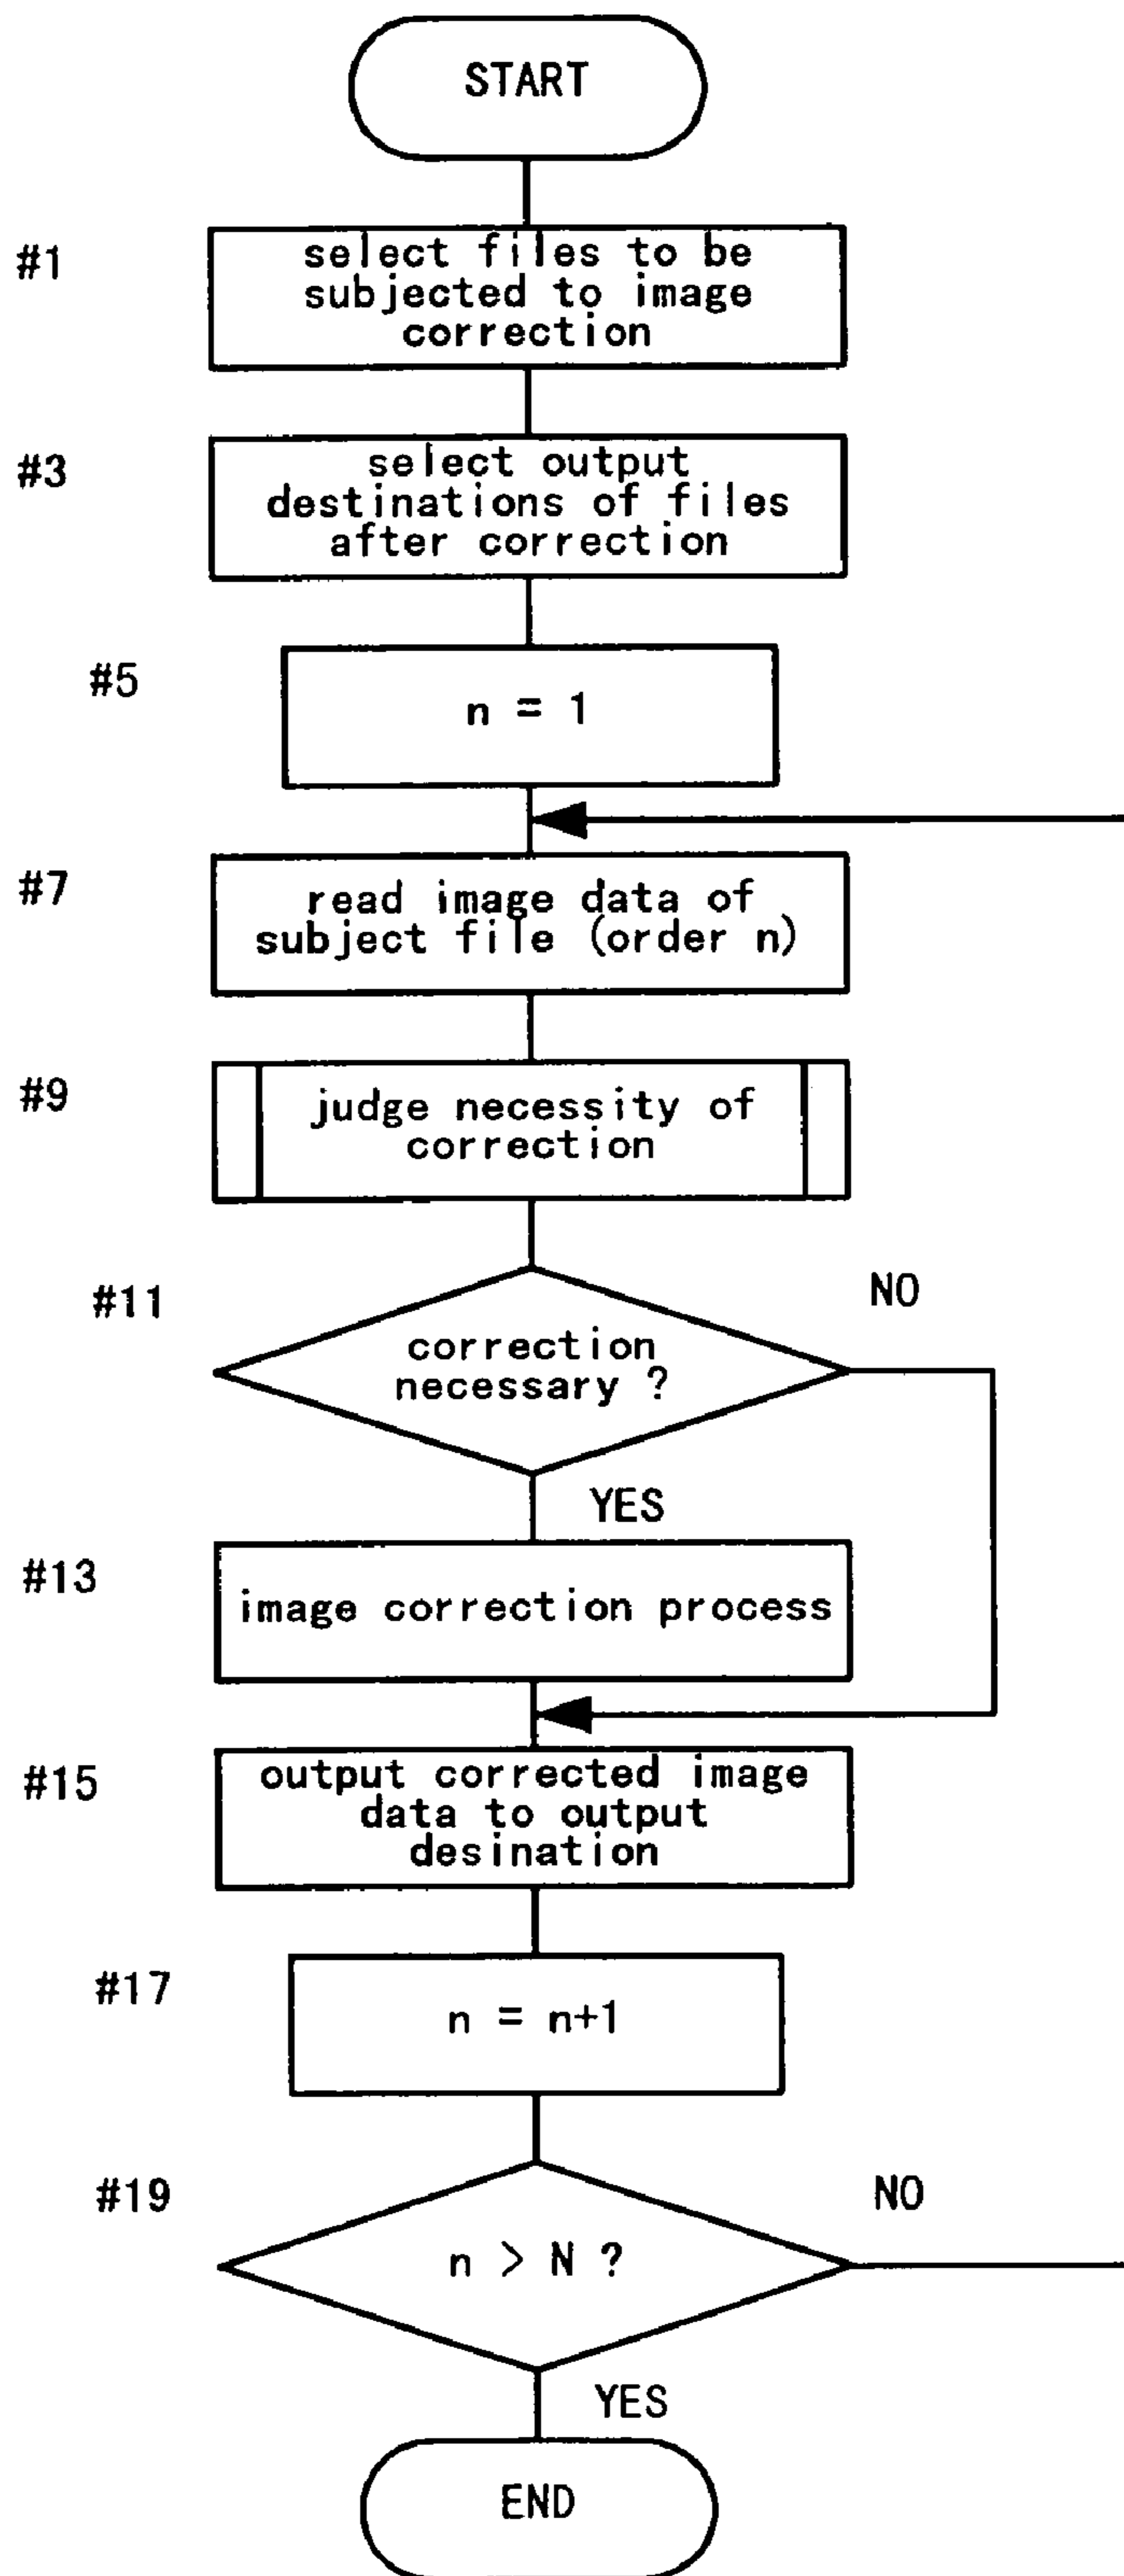 START
#1
select files to be
subjected to image
correction
#3
select output
destinations of files
after correction
#5
n = 1
#7
read image data of
subject file (order n)
#9
judge necessity of
correction
#11
NO
correction
necessary ?
YES
#13
image correction process
#15
output corrected image
data to output
desination
#17
n = n+1
#19
NO
n > N ?
YES
END